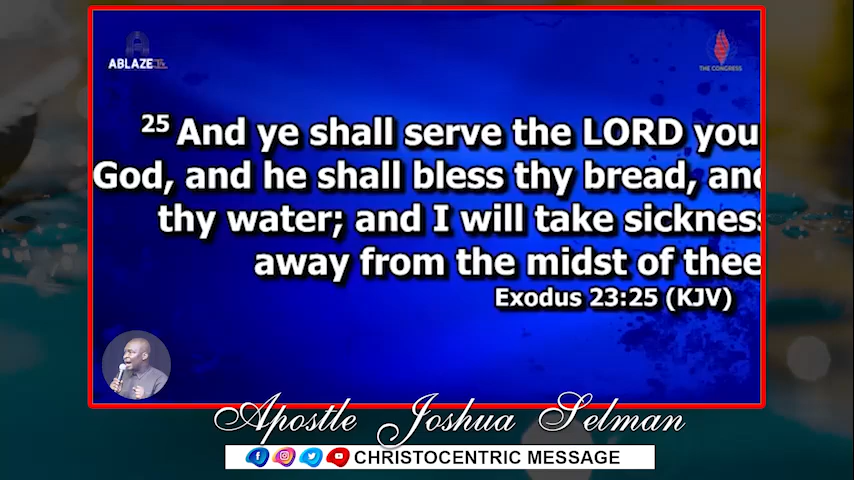 ABLAZE TV
THE CONGRESS
25 And ye shall serve the LORD you
God, and he shall bless thy bread, and
thy water; and I will take sickness
away from the midst of thee
Exodus 23:25 (KJV)
Apostle Joshua Selman
CHRISTOCENTRIC MESSAGE